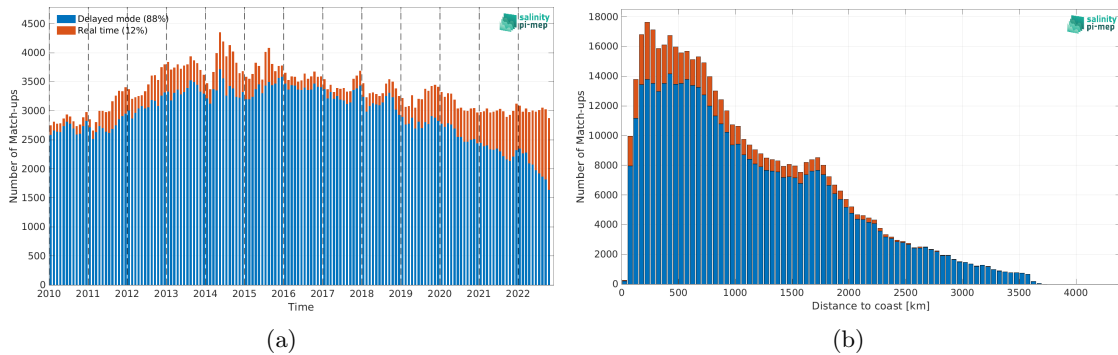 Delayed mode (88%)
Real time (12%)
salinity
pi-mep
Number of Match-ups
4500
4000
3500
3000
2500
2000
1500
1000
500
0
2010 2011 2012 2013 2014 2015 2016 2017 2018 2019 2020 2021 2022
Time
(a)
salinity
pi-mep
Number of Match-ups
18000
16000
14000
12000
10000
8000
6000
4000
2000
0
0 500 1000 1500 2000 2500 3000 3500 4000
Distance to coast [km]
(b)